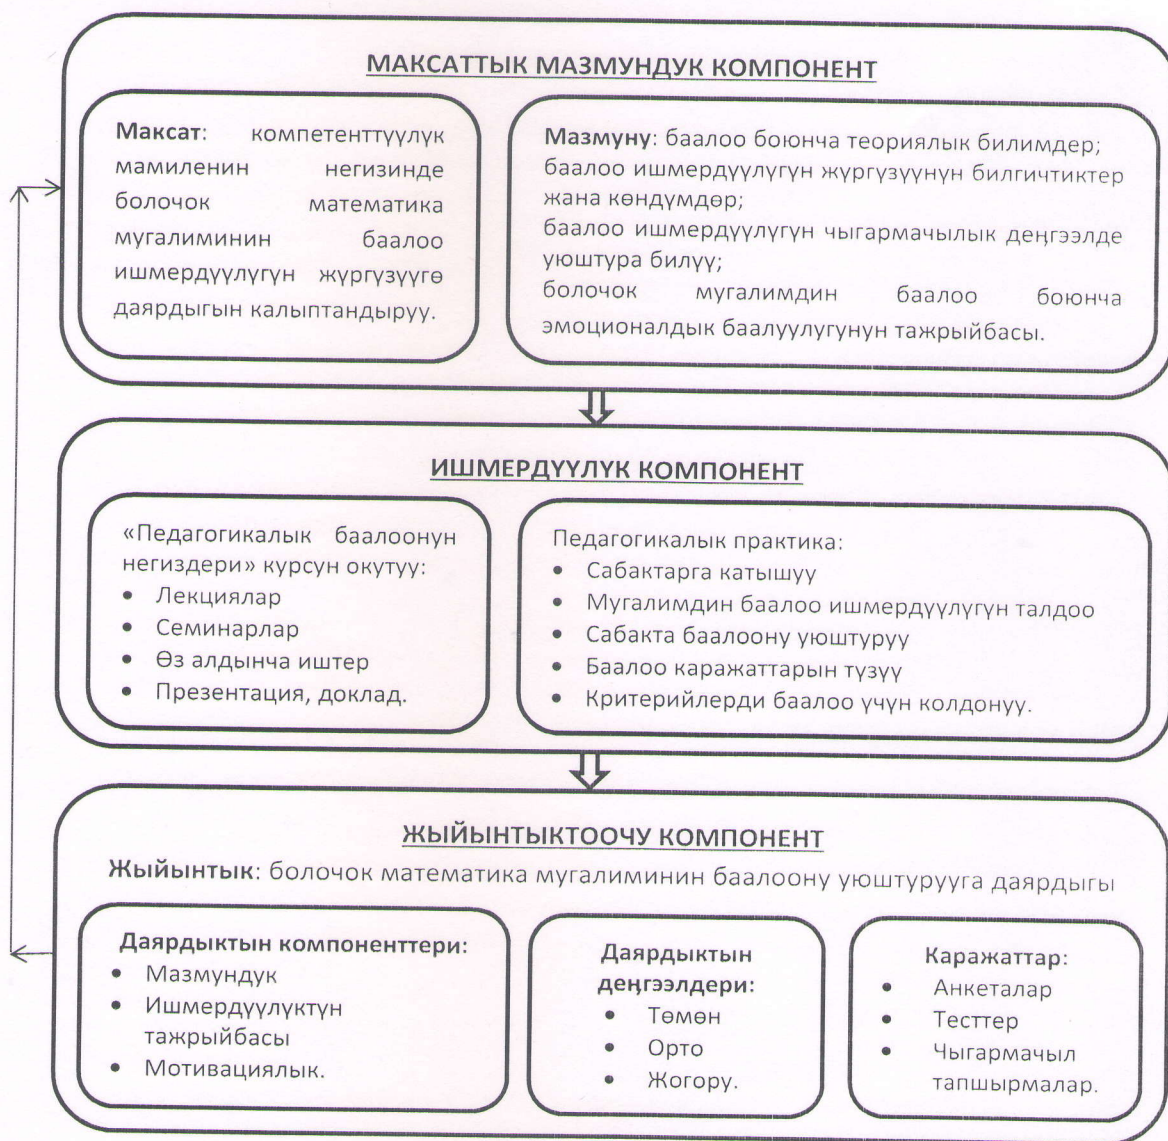 МАКСАТТЫК МАЗМУНДУК КОМПОНЕНТ
Максат: компетенттүүлүк
мамиленин негизинде
болочок математика
мугалиминин баалоо
ишмердүүлүгүн жүргүзүүгө
даярдыгын калыптандыруу.
Мазмуну: баалоо боюнча теориялык билимдер;
баалоо ишмердүүлүгүн жүргүзүүнүн билгичтиктер
жана көндүмдөр;
баалоо ишмердүүлүгүн чыгармачылык деңгээлде
уюштура билүү;
болочок мугалимдин баалоо боюнча
эмоционалдык баалуулугунун тажрыйбасы.
ИШМЕРДҮҮЛҮК КОМПОНЕНТ
«Педагогикалык баалоонун
негиздери» курсун окутуу:
• Лекциялар
• Семинарлар
• Өз алдынча иштер
• Презентация, доклад.
Педагогикалык практика:
• Сабактарга катышуу
• Мугалимдин баалоо ишмердүүлүгүн талдоо
• Сабакта баалоону уюштуруу
• Баалоо каражаттарын түзүү
• Критерийлерди баалоо үчүн колдонуу.
ЖЫЙЫНТЫКТООЧУ КОМПОНЕНТ
Жыйынтык: болочок математика мугалиминин баалоону уюштурууга даярдыгы
Даярдыктын компоненттери:
• Мазмундук
• Ишмердүүлүктүн
тажрыйбасы
• Мотивациялык.
Даярдыктын
деңгээлдери:
• Төмөн
• Орто
• Жогору.
Каражаттар:
• Анкеталар
• Тесттер
• Чыгармачыл
тапшырмалар.